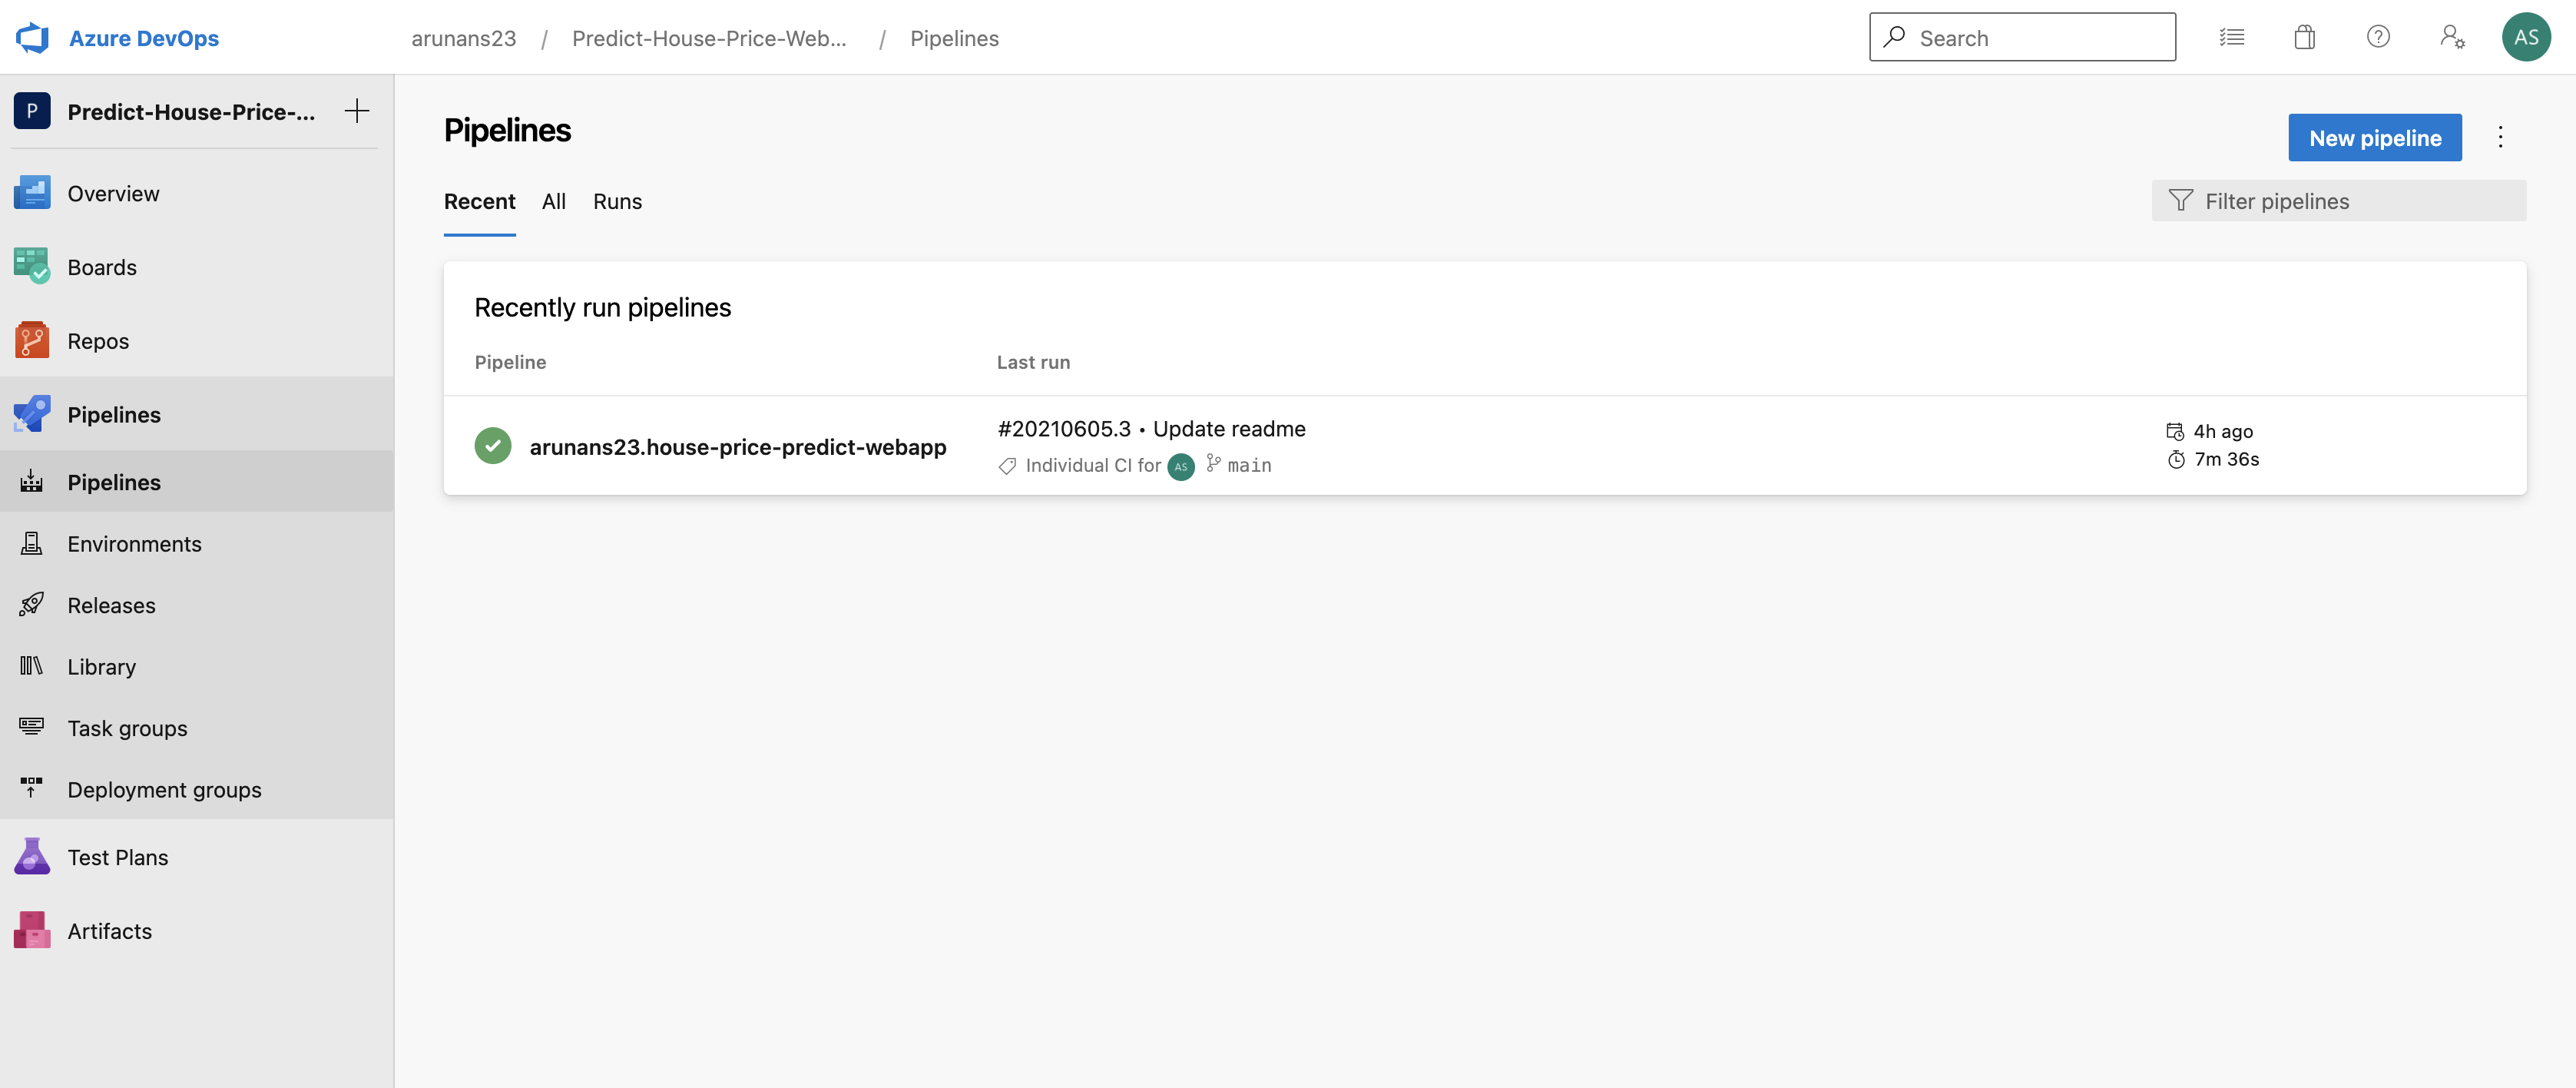 Azure DevOps
arunans23 / Predict-House-Price-Web... / Pipelines
Search
AS
P
Predict-House-Price-...
Overview
Boards
Repos
Pipelines
Pipelines
Environments
Releases
Library
Task groups
Deployment groups
Test Plans
Artifacts
Pipelines
New pipeline
Recent All Runs
Filter pipelines
Recently run pipelines
Pipeline Last run
arunans23.house-price-predict-webapp
#20210605.3 • Update readme
Individual CI for AS main
4h ago
7m 36s